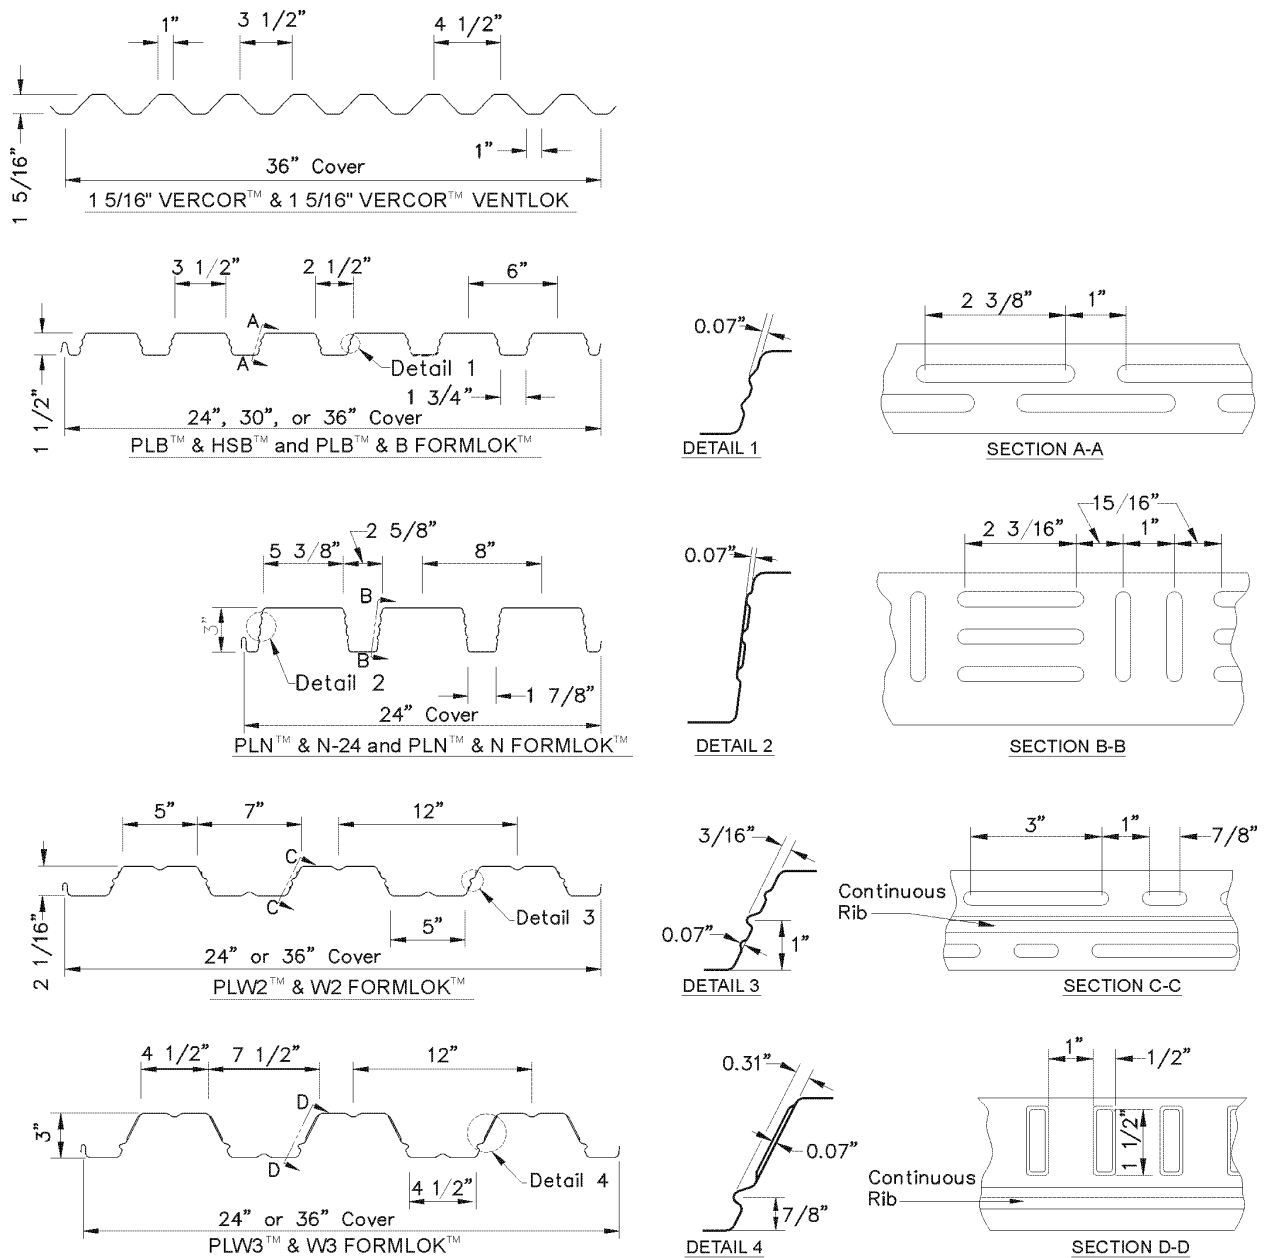 1"
3 1/2"
4 1/2"
1 5/16"
1"
36" Cover
1 5/16" VERCOR™ & 1 5/16" VERCOR™ VENTLOK
3 1/2"
2 1/2"
6"
A
A
Detail 1
1 3/4"
1 1/2"
24", 30", or 36" Cover
PLB™ & HSB™ and PLB™ & B FORMLOK™
0.07"
DETAIL 1
2 3/8"
1"
SECTION A-A
2 5/8"
5 3/8"
8"
B
B
3"
Detail 2
1 7/8"
24" Cover
PLN™ & N-24 and PLN™ & N FORMLOK™
0.07"
DETAIL 2
15/16"
2 3/16"
1"
SECTION B-B
5"
7"
12"
C
C
Detail 3
5"
2 1/16"
24" or 36" Cover
PLW2™ & W2 FORMLOK™
3/16"
0.07"
1"
DETAIL 3
3"
1"
7/8"
Continuous
Rib
SECTION C-C
4 1/2"
7 1/2"
12"
D
D
3"
Detail 4
4 1/2"
24" or 36" Cover
PLW3™ & W3 FORMLOK™
0.31"
0.07"
7/8"
DETAIL 4
1"
1/2"
1 1/2"
Continuous
Rib
SECTION D-D